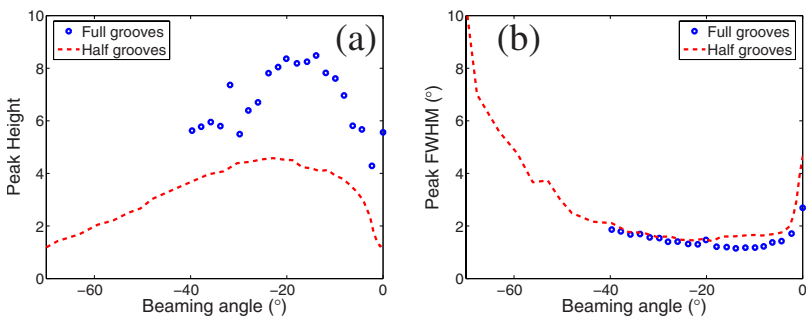 10
8
6
4
2
0
−60
−40
−20
0
Peak Height
Beaming angle (°)
Full grooves
Half grooves
(a)
10
8
6
4
2
0
−60
−40
−20
0
Peak FWHM (°)
Beaming angle (°)
(b)
Full grooves
Half grooves